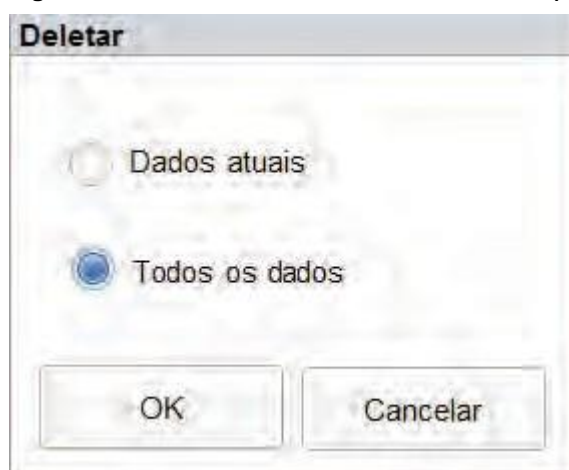 Deletar
Dados atuais
Todos os dados
OK
Cancelar